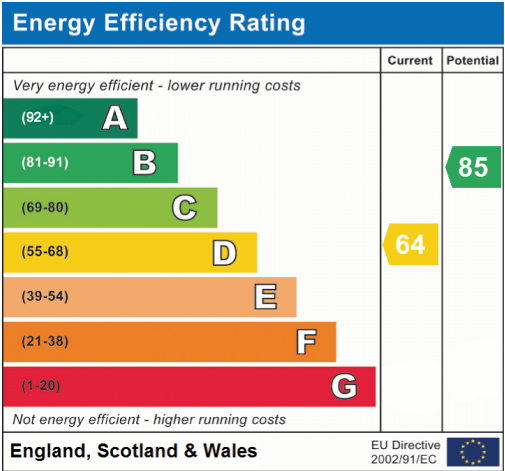 Energy Efficiency Rating
Current Potential
Very energy efficient - lower running costs
(92+) A
(81-91) B
85
(69-80) C
(55-68) D
64
(39-54) E
(21-38) F
(1-20) G
Not energy efficient - higher running costs
England, Scotland & Wales
EU Directive
2002/91/EC